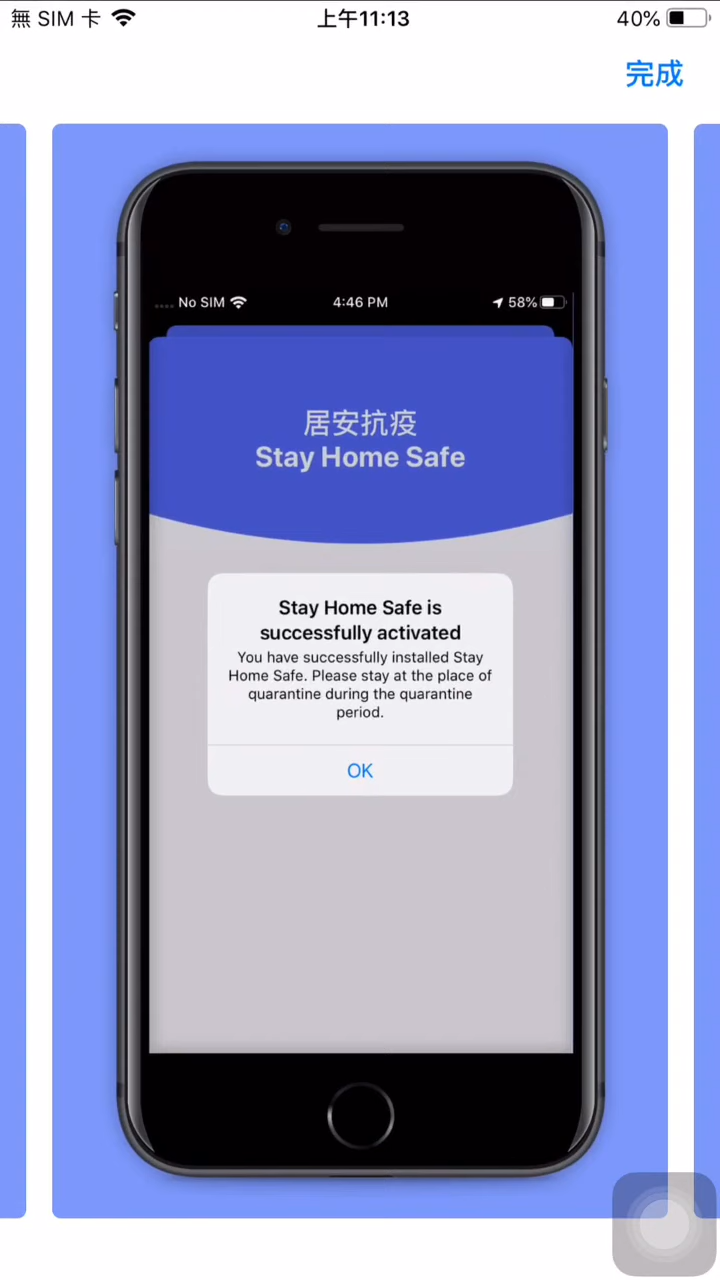 無 SIM 卡 上午11:13 40%
完成
No SIM 4:46 PM 58%
居安抗疫
Stay Home Safe
Stay Home Safe is
successfully activated
You have successfully installed Stay
Home Safe. Please stay at the place of
quarantine during the quarantine
period.
OK